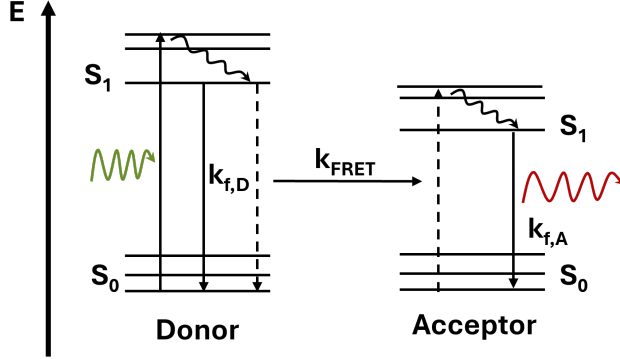 E
S1
kf,D
kFRET
S1
kf,A
S0
S0
Donor
Acceptor